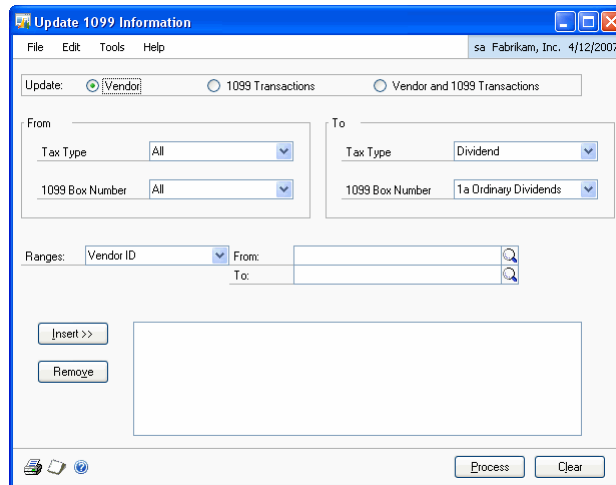 Update 1099 Information
File Edit Tools Help sa Fabrikam, Inc. 4/12/2007
Update: Vendor 1099 Transactions Vendor and 1099 Transactions
From To
Tax Type All Tax Type Dividend
1099 Box Number All 1099 Box Number 1a Ordinary Dividends
Ranges: Vendor ID From:
To:
Insert >>
Remove
Process Clear